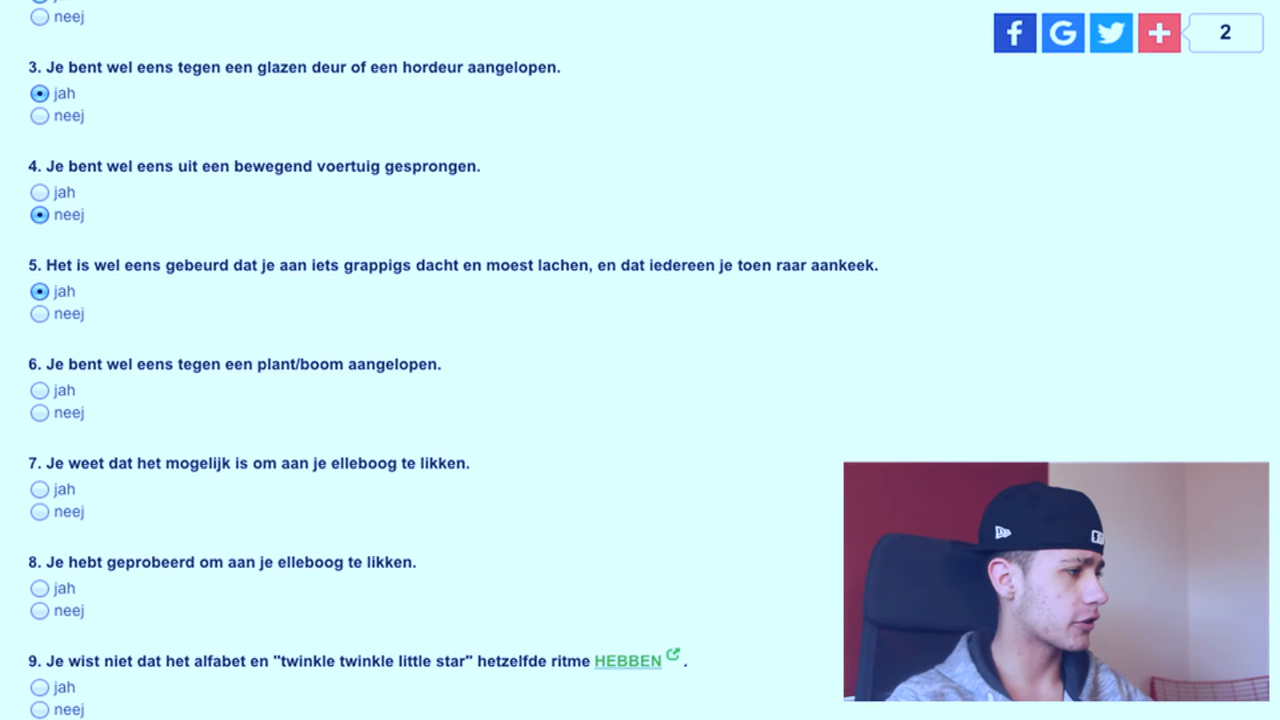 neej
2
3. Je bent wel eens tegen een glazen deur of een hordeur aangelopen.
jah
neej
4. Je bent wel eens uit een bewegend voertuig gesprongen.
jah
neej
5. Het is wel eens gebeurd dat je aan iets grappigs dacht en moest lachen, en dat iedereen je toen raar aankeek.
jah
neej
6. Je bent wel eens tegen een plant/boom aangelopen.
jah
neej
7. Je weet dat het mogelijk is om aan je elleboog te likken.
jah
neej
8. Je hebt geprobeerd om aan je elleboog te likken.
jah
neej
9. Je wist niet dat het alfabet en "twinkle twinkle little star" hetzelfde ritme HEBBEN .
jah
neej